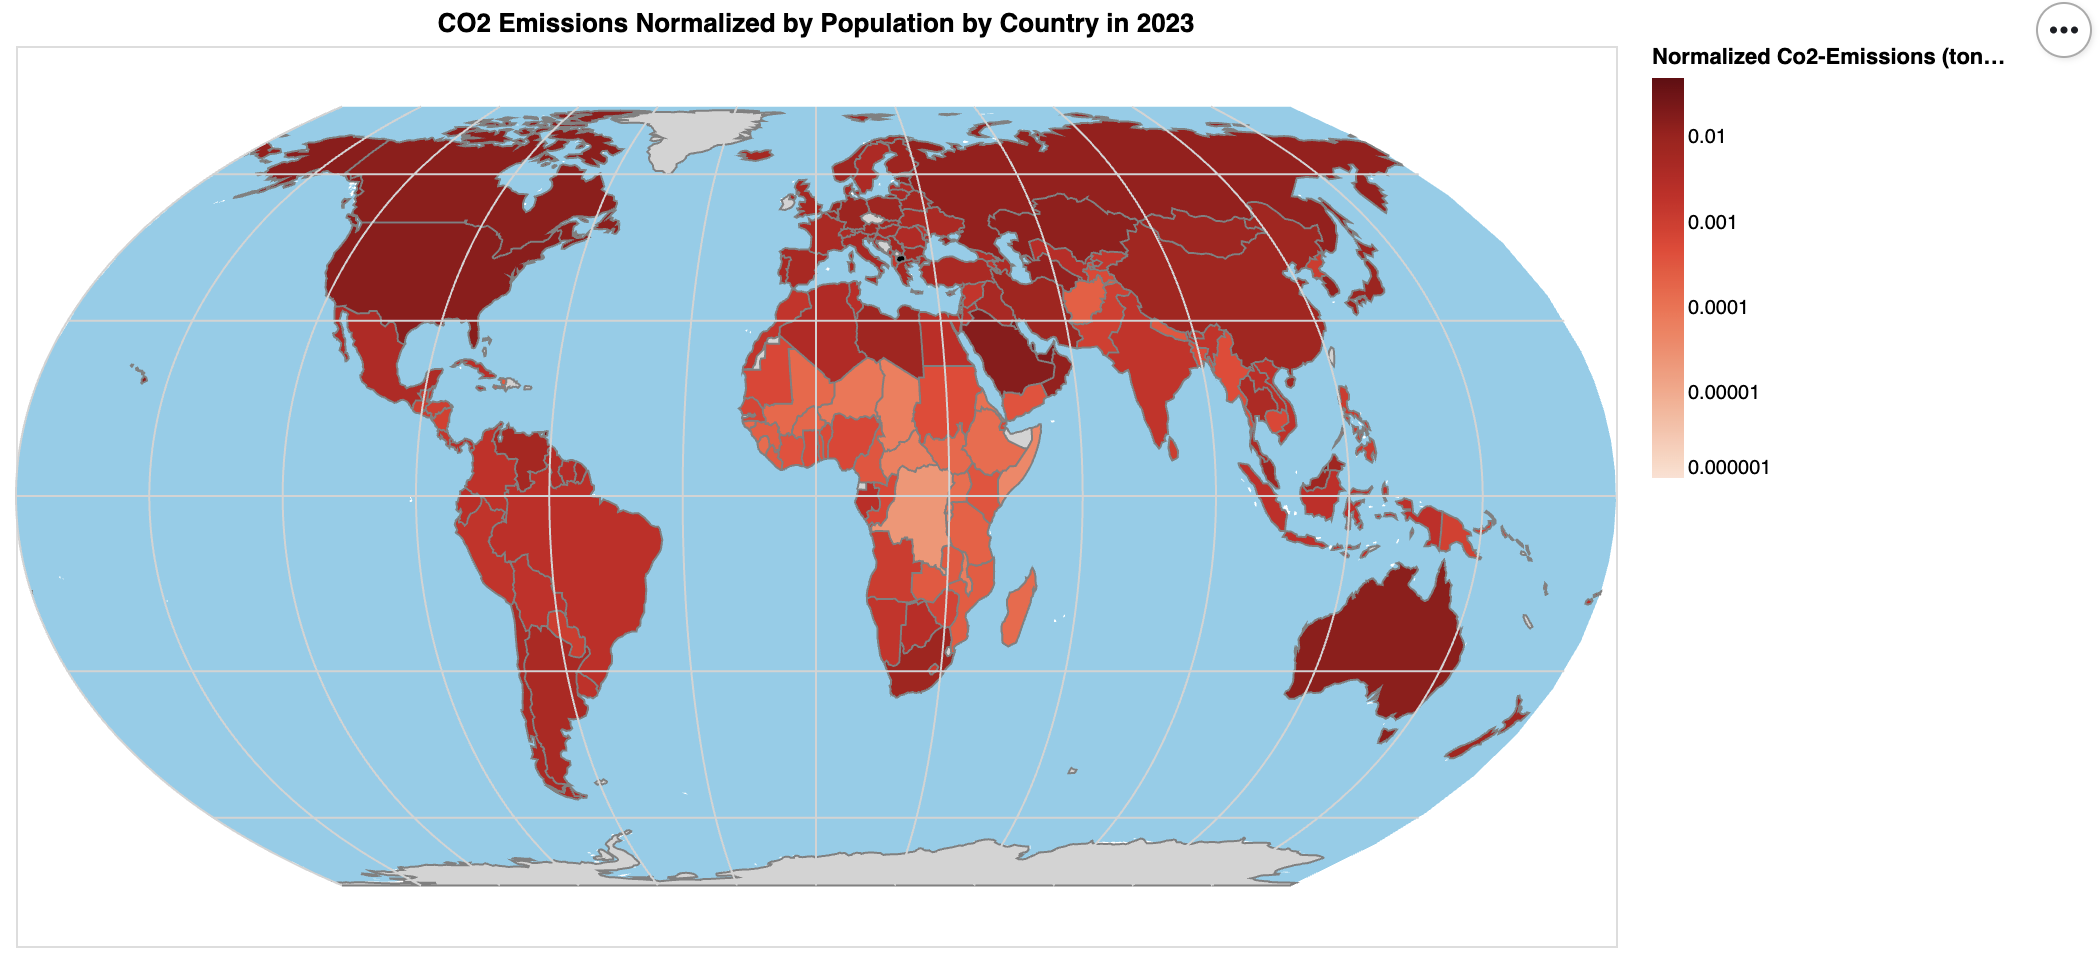 CO2 Emissions Normalized by Population by Country in 2023
Normalized Co2-Emissions (ton…
0.01
0.001
0.0001
0.00001
0.000001